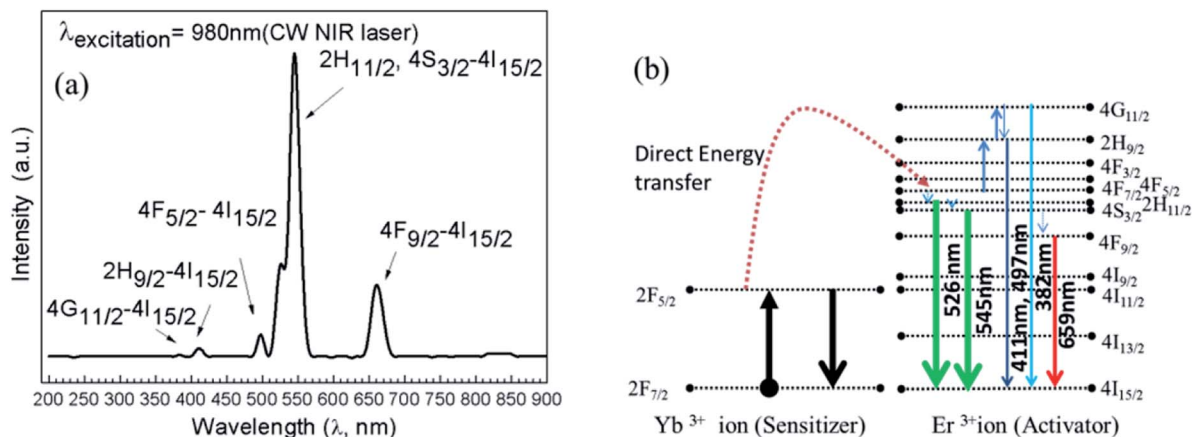 λexcitation= 980nm(CW NIR laser)
(a)
2H11/2, 4S3/2-4I15/2
4F5/2- 4I15/2
4F9/2-4I15/2
2H9/2-4I15/2
4G11/2-4I15/2
Intensity (a.u.)
200 250 300 350 400 450 500 550 600 650 700 750 800 850 900
Wavelength (λ, nm)
(b)
Direct Energy
transfer
4G11/2
2H9/2
4F3/2
4F7/2 4F5/2
2H11/2
4S3/2
4F9/2
4I9/2
4I11/2
4I13/2
4I15/2
2F5/2
2F7/2
526 nm
545nm
411nm, 497nm
382nm
659nm
Yb 3+ ion (Sensitizer)
Er 3+ion (Activator)